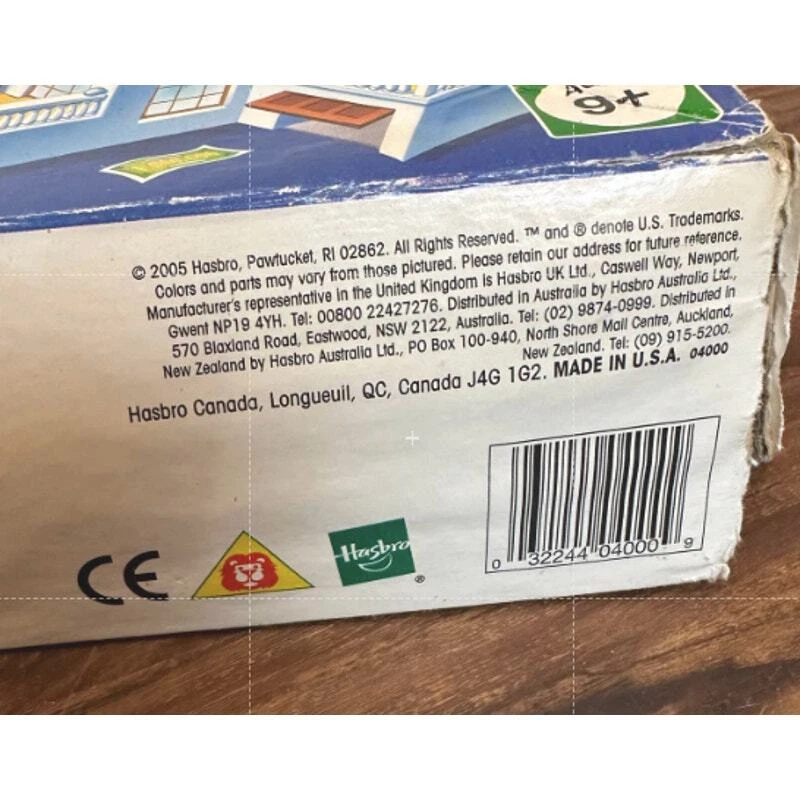 9+
© 2005 Hasbro, Pawtucket, RI 02862. All Rights Reserved. ™ and ® denote U.S. Trademarks.
Colors and parts may vary from those pictured. Please retain our address for future reference.
Manufacturer's representative in the United Kingdom is Hasbro UK Ltd., Caswell Way, Newport,
Gwent NP19 4YH. Tel: 00800 22427276. Distributed in Australia by Hasbro Australia Ltd.,
570 Blaxland Road, Eastwood, NSW 2122, Australia. Tel: (02) 9874-0999. Distributed in
New Zealand by Hasbro Australia Ltd., PO Box 100-940, North Shore Mail Centre, Auckland,
New Zealand. Tel: (09) 915-5200.
Hasbro Canada, Longueuil, QC, Canada J4G 1G2. MADE IN U.S.A. 04000
CE
Hasbro ®
0 32244 04000 9